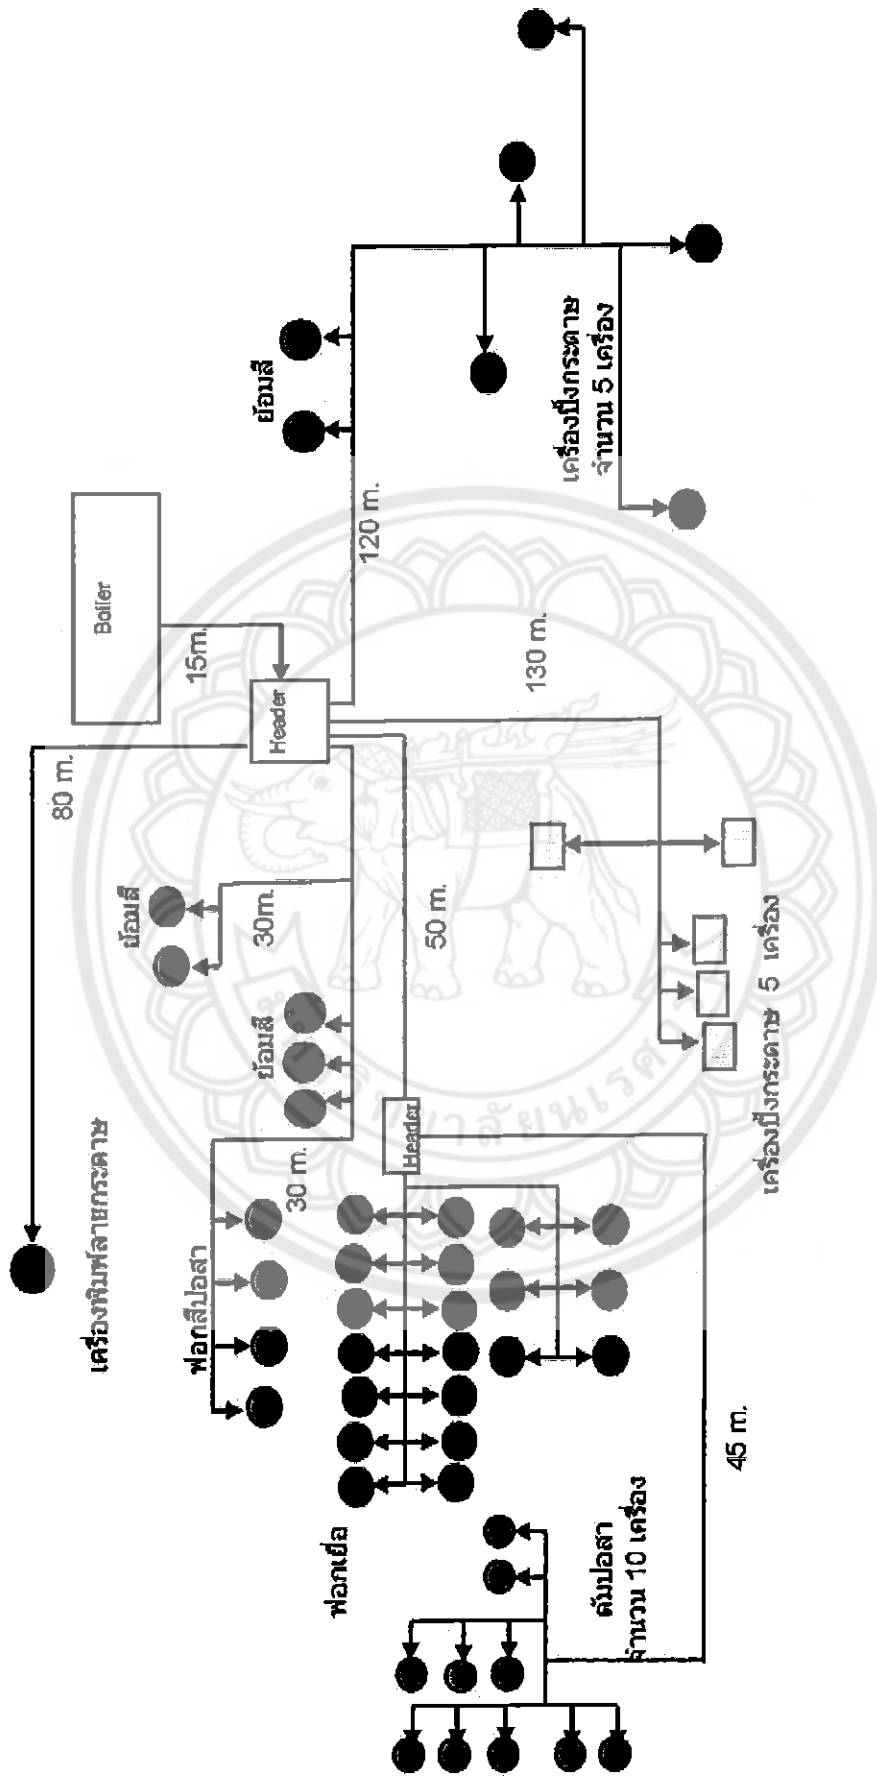 เครื่องพิมพ์ลายกระดาษ
80 m.
Boiler
15m.
Header
ย้อมสี
120 m.
เครื่องปิ้งกระดาษ
จำนวน 5 เครื่อง
130 m.
ย้อมสี
30m.
ย้อมสี
50 m.
ฟอกสีปอสา
30 m.
Header
เครื่องปิ้งกระดาษ 5 เครื่อง
ฟอกเยื่อ
ต้มปอสา
จำนวน 10 เครื่อง
45 m.